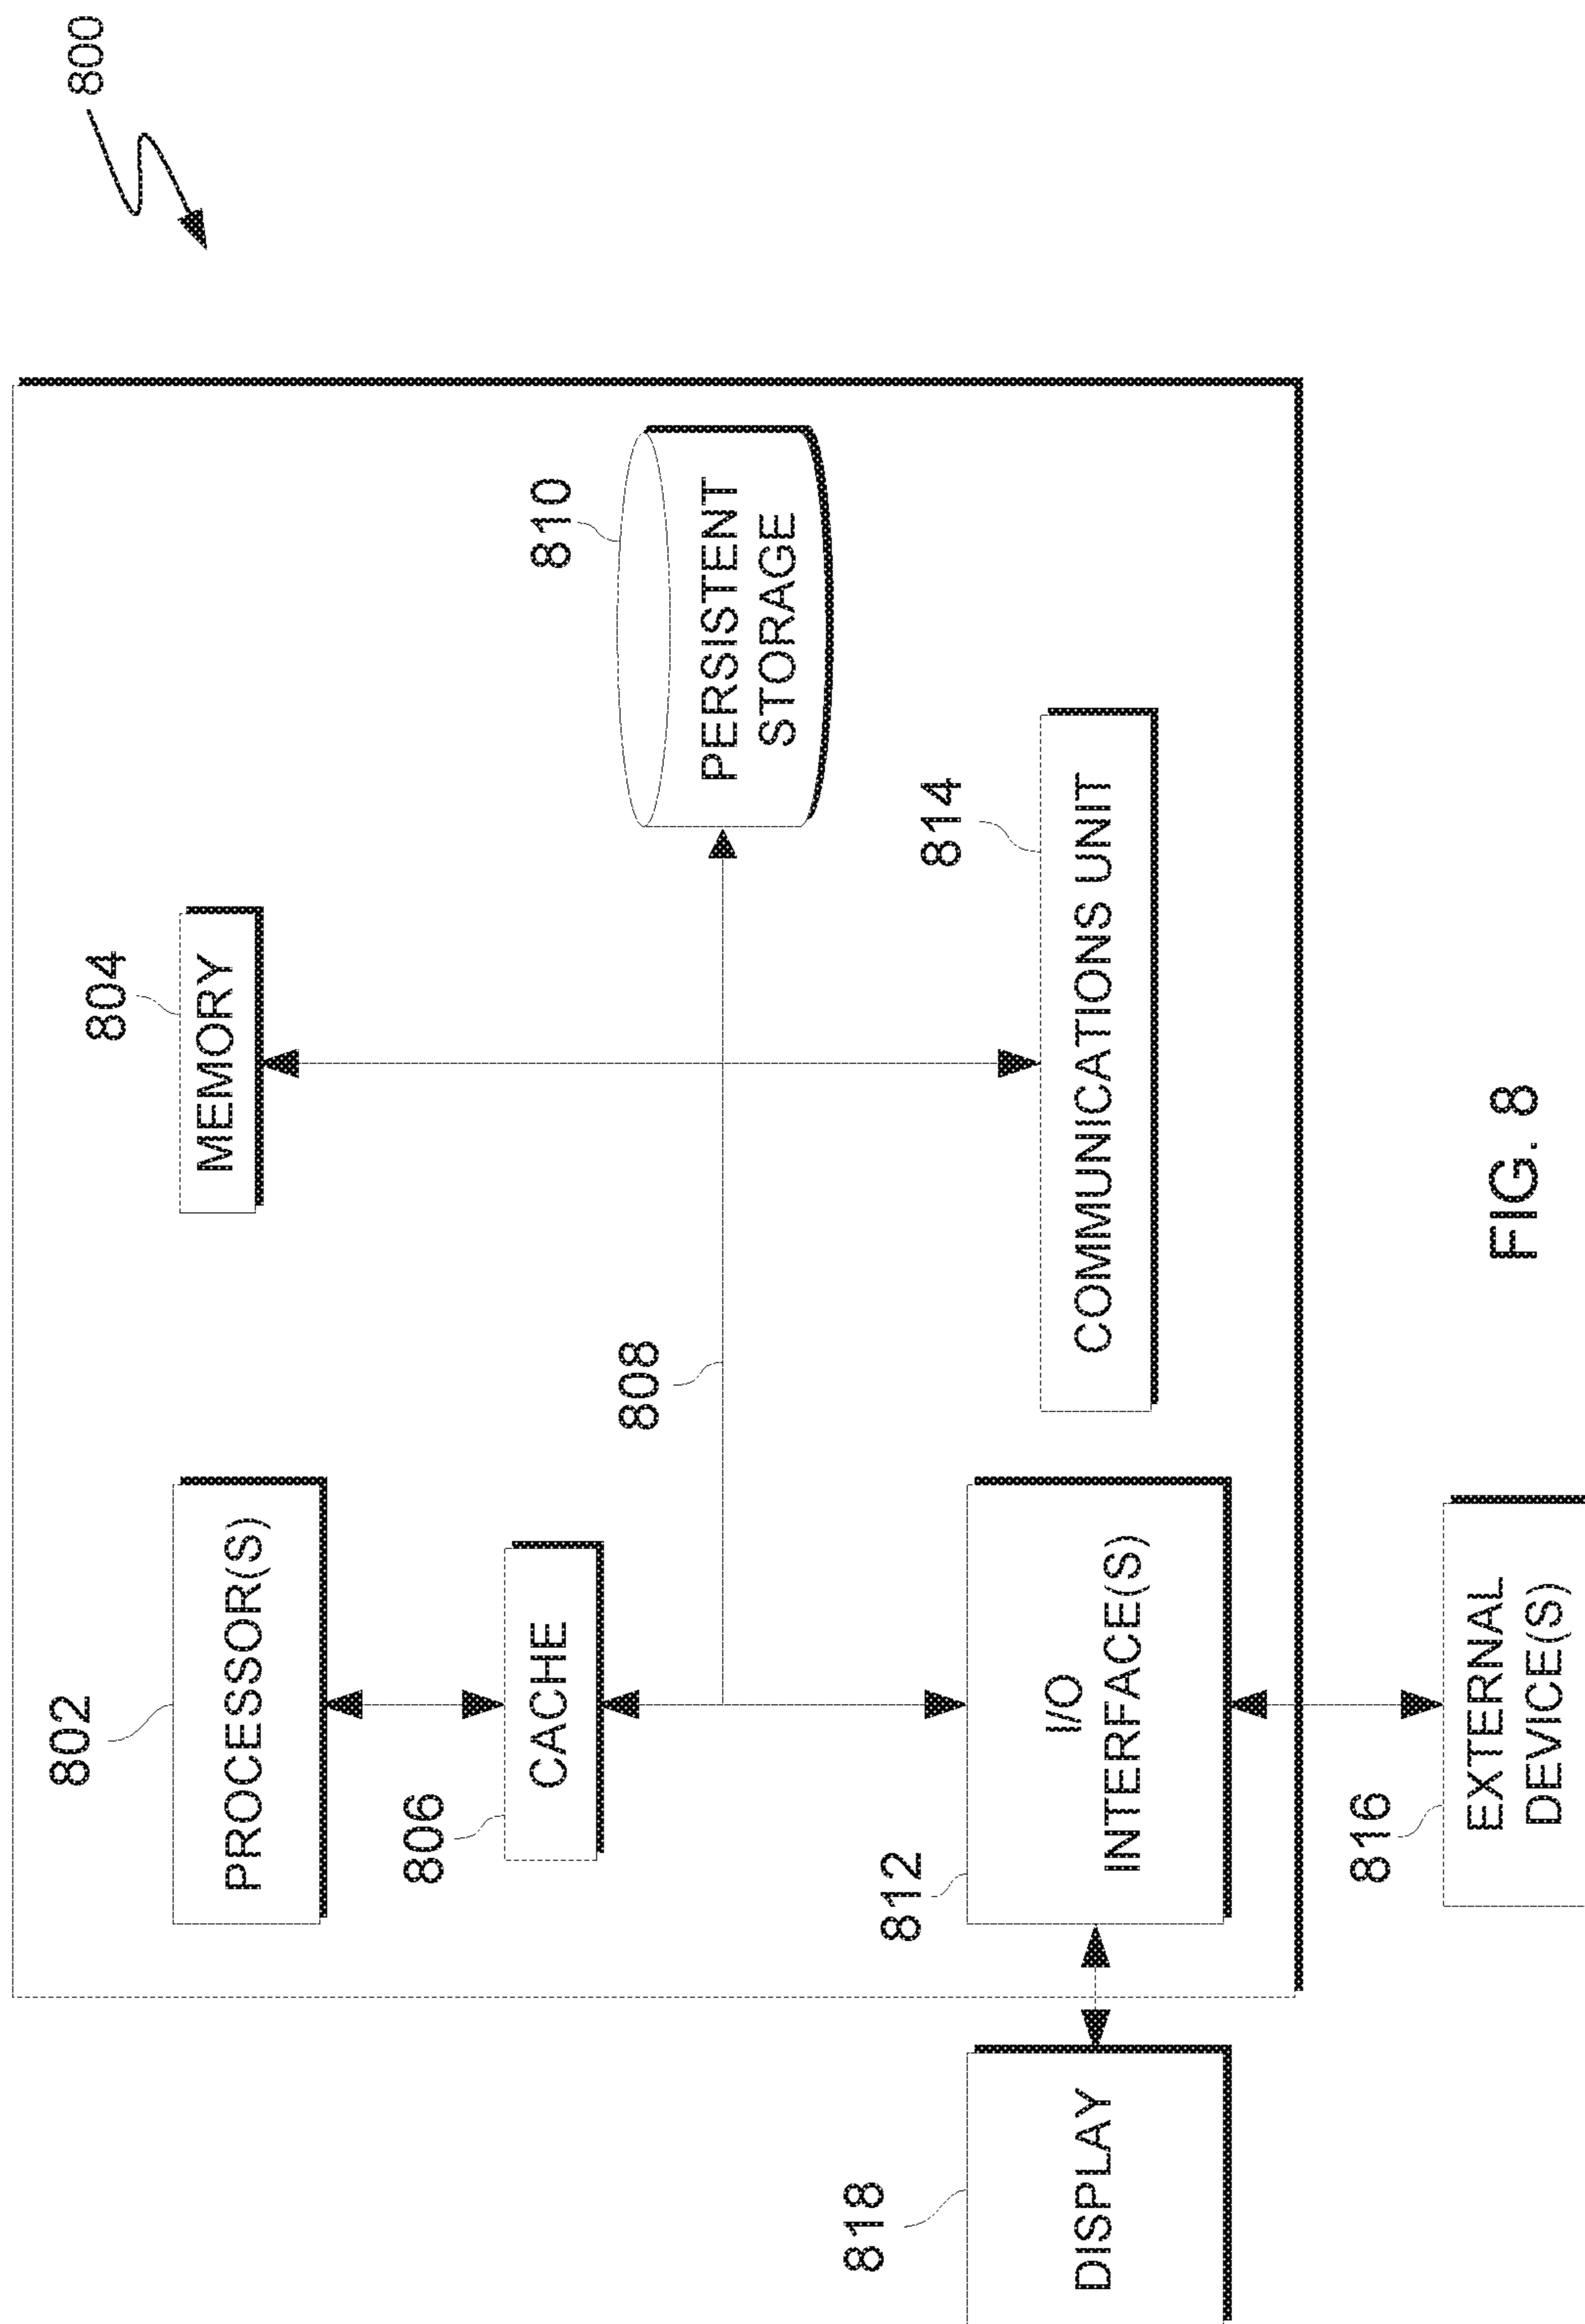 800
802
PROCESSOR(S)
804
MEMORY
806
CACHE
808
810
PERSISTENT
STORAGE
818
DISPLAY
812
I/O
INTERFACE(S)
814
COMMUNICATIONS UNIT
816
EXTERNAL
DEVICE(S)
FIG. 8